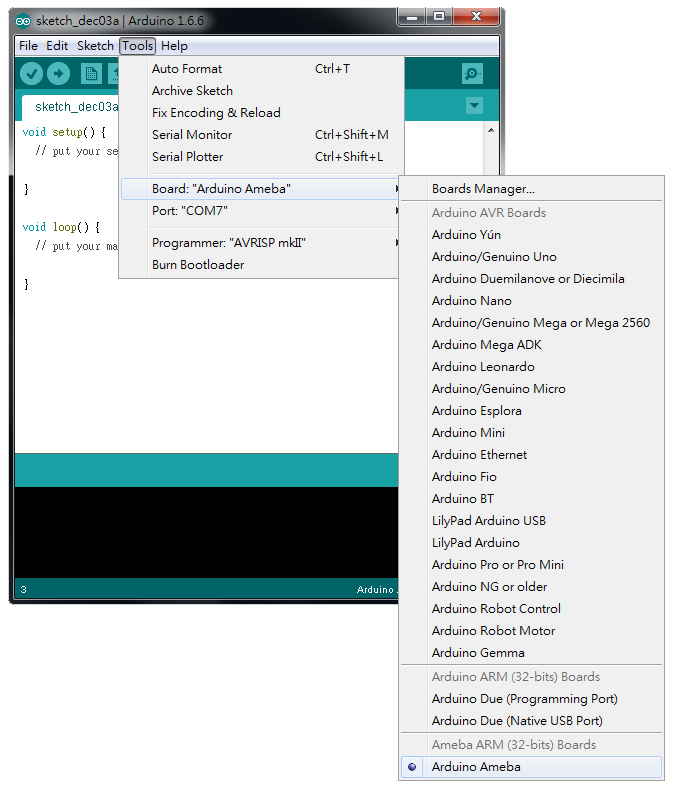 sketch_dec03a | Arduino 1.6.6
File Edit Sketch Tools Help
sketch_dec03a
void setup() {
// put your se
}
void loop() {
// put your ma
}
3
Arduino
Auto Format Ctrl+T
Archive Sketch
Fix Encoding & Reload
Serial Monitor Ctrl+Shift+M
Serial Plotter Ctrl+Shift+L
Board: "Arduino Ameba"
Port: "COM7"
Programmer: "AVRISP mkII"
Burn Bootloader
Boards Manager...
Arduino AVR Boards
Arduino Yún
Arduino/Genuino Uno
Arduino Duemilanove or Diecimila
Arduino Nano
Arduino/Genuino Mega or Mega 2560
Arduino Mega ADK
Arduino Leonardo
Arduino/Genuino Micro
Arduino Esplora
Arduino Mini
Arduino Ethernet
Arduino Fio
Arduino BT
LilyPad Arduino USB
LilyPad Arduino
Arduino Pro or Pro Mini
Arduino NG or older
Arduino Robot Control
Arduino Robot Motor
Arduino Gemma
Arduino ARM (32-bits) Boards
Arduino Due (Programming Port)
Arduino Due (Native USB Port)
Ameba ARM (32-bits) Boards
Arduino Ameba